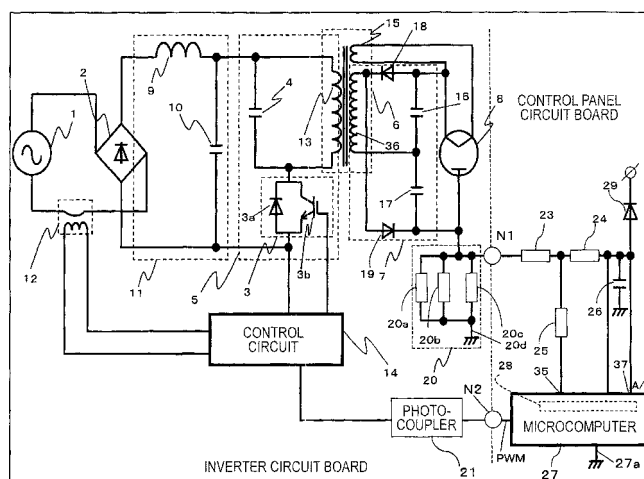 15
18
2
9
4
8
1
10
13
6
16
CONTROL PANEL
CIRCUIT BOARD
36
29
3a
17
N1
23
24
12
3b
19
7
11
5
3
26
20a
20b
20c
20d
25
CONTROL
CIRCUIT
28
14
20
35
37
A/
N2
PHOTO-
COUPLER
MICROCOMPUTER
PWM
21
27
27a
INVERTER CIRCUIT BOARD